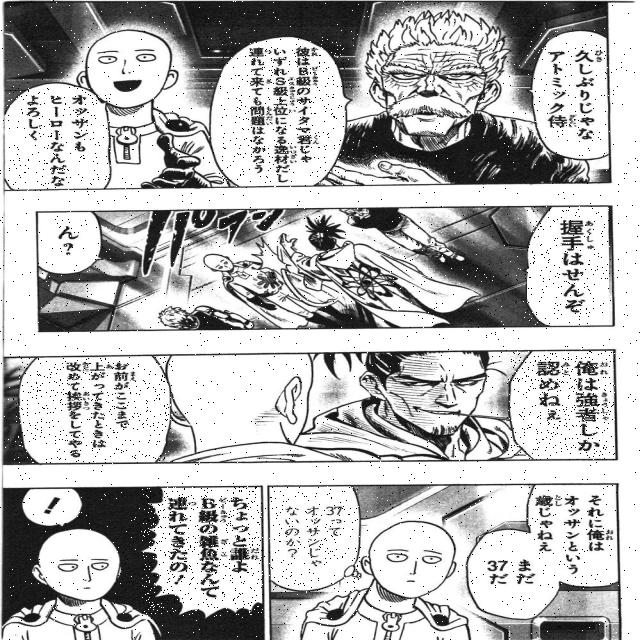 久しぶりじゃな
アトミック侍
彼はB級のサイタマ君じゃ
いずれS級上位になる逸材だし
連れて来ても問題はなかろう
オッサンも
ヒーローなんだな
よろしく
握手はせんぞ
パァン
ん？
俺は強者しか
認めねぇ
お前がここまで
上がってきたときは
改めて挨拶をしてやる
それに俺は
オッサンという
歳じゃねえ
まだ
37だ
37って
オッサンじゃ
ないのか？
ちょっと誰よ
B級の雑魚なんて
連れてきたの！
！